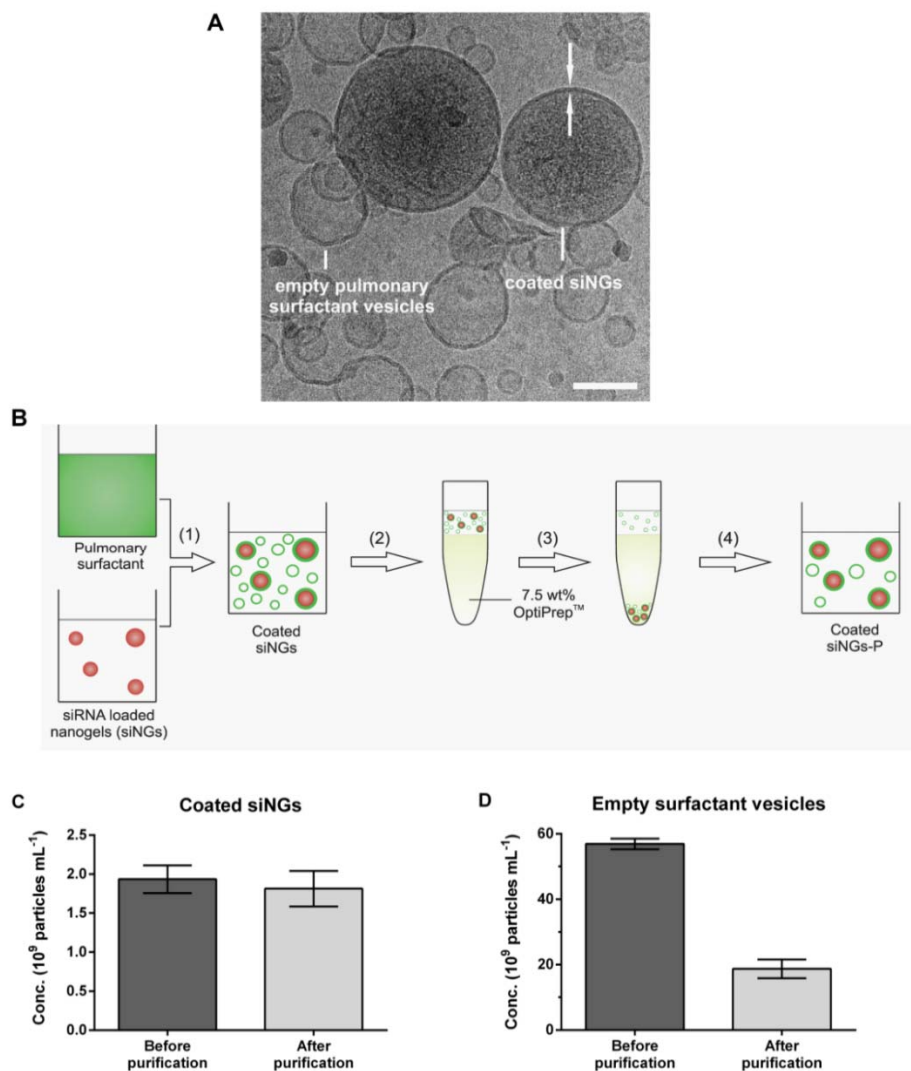 A
empty pulmonary
surfactant vesicles
coated siNGs
B
Pulmonary
surfactant
siRNA loaded
nanogels (siNGs)
(1)
Coated
siNGs
(2)
7.5 wt%
OptiPrep™
(3)
(4)
Coated
siNGs-P
C
Coated siNGs
Conc. (10⁹ particles mL⁻¹)
2.5
2.0
1.5
1.0
0.5
0.0
Before
purification
After
purification
D
Empty surfactant vesicles
Conc. (10⁹ particles mL⁻¹)
60
40
20
0
Before
purification
After
purification